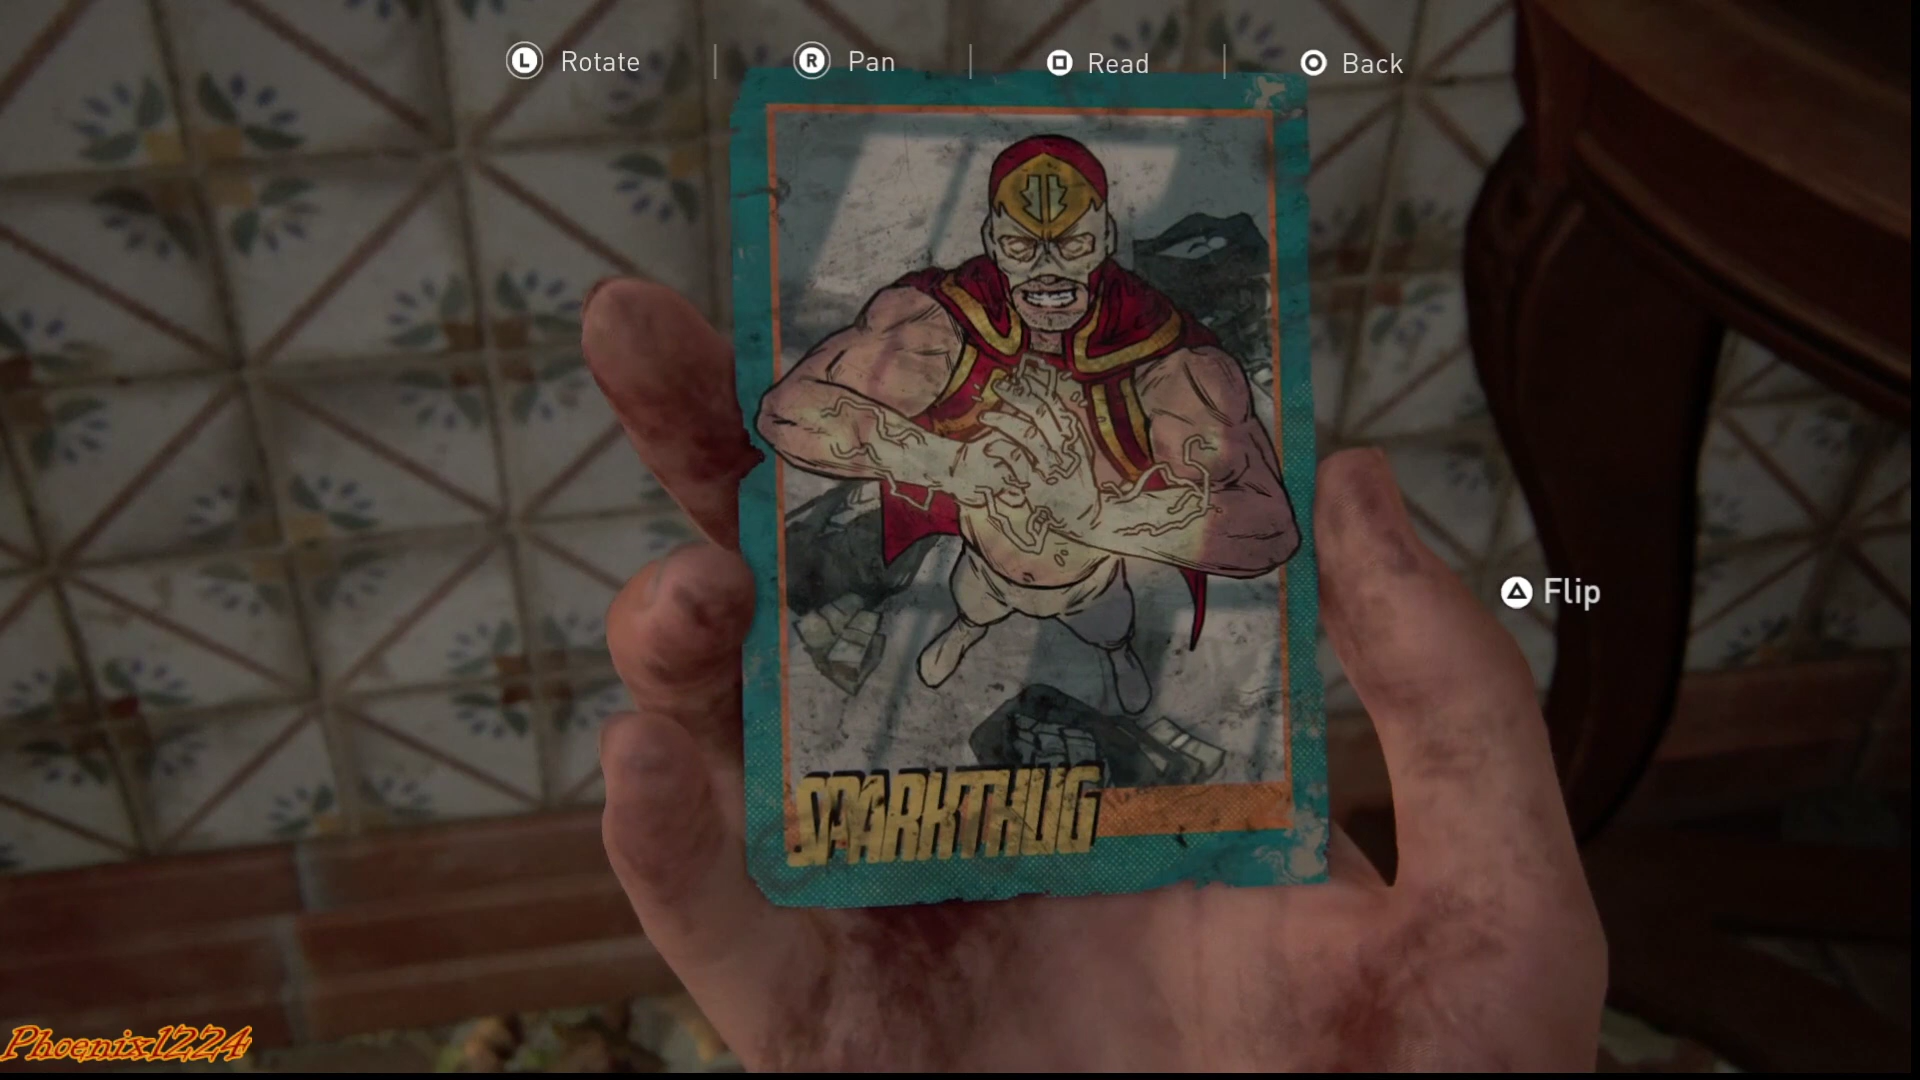 L Rotate
R Pan
Read
Back
Flip
SPARKTHUG
Phoenix1224